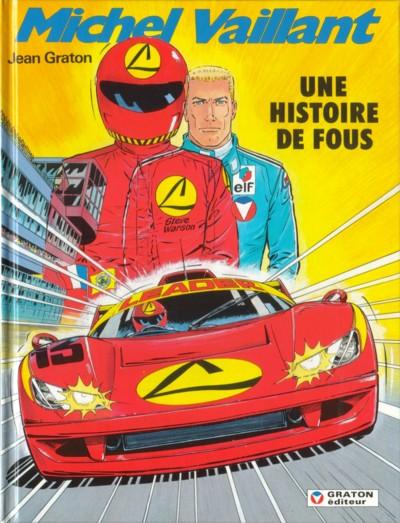 Michel Vaillant
Jean Graton
UNE
HISTOIRE
DE FOUS
elf
Steve
Warson
LEADER
15
GRATON
éditeur